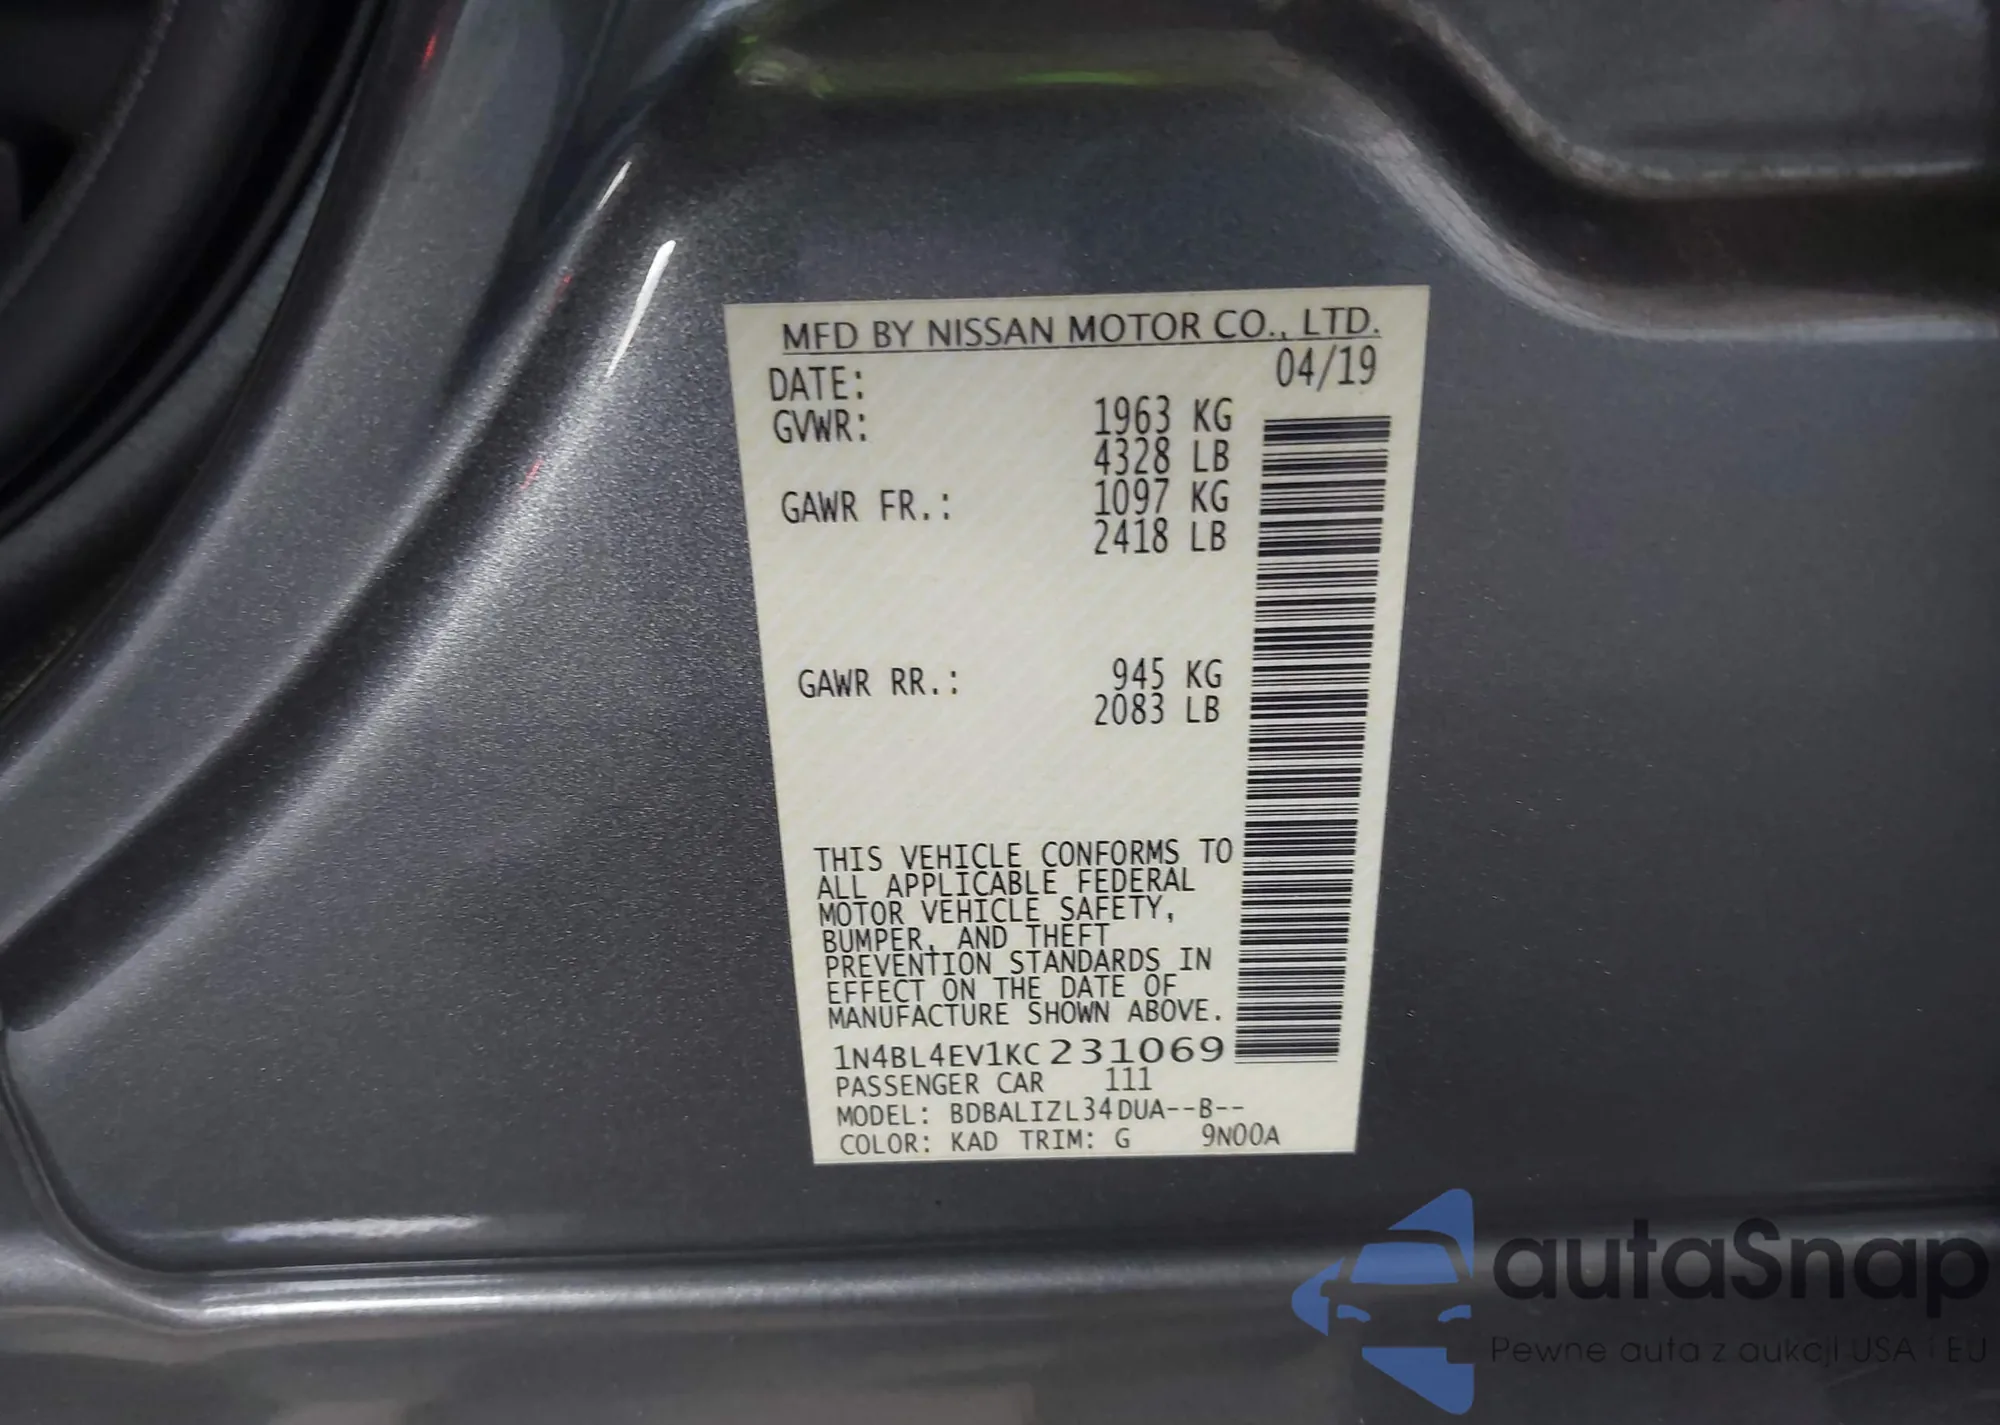 MFD BY NISSAN MOTOR CO., LTD.
DATE: 04/19
GVWR: 1963 KG
4328 LB
GAWR FR.: 1097 KG
2418 LB
GAWR RR.: 945 KG
2083 LB
THIS VEHICLE CONFORMS TO
ALL APPLICABLE FEDERAL
MOTOR VEHICLE SAFETY,
BUMPER, AND THEFT
PREVENTION STANDARDS IN
EFFECT ON THE DATE OF
MANUFACTURE SHOWN ABOVE.
1N4BL4EV1KC231069
PASSENGER CAR 111
MODEL: BDBALIZL34DUA--B--
COLOR: KAD TRIM: G 9N00A
autaSnap
Pewne auta z aukcji USA i EU